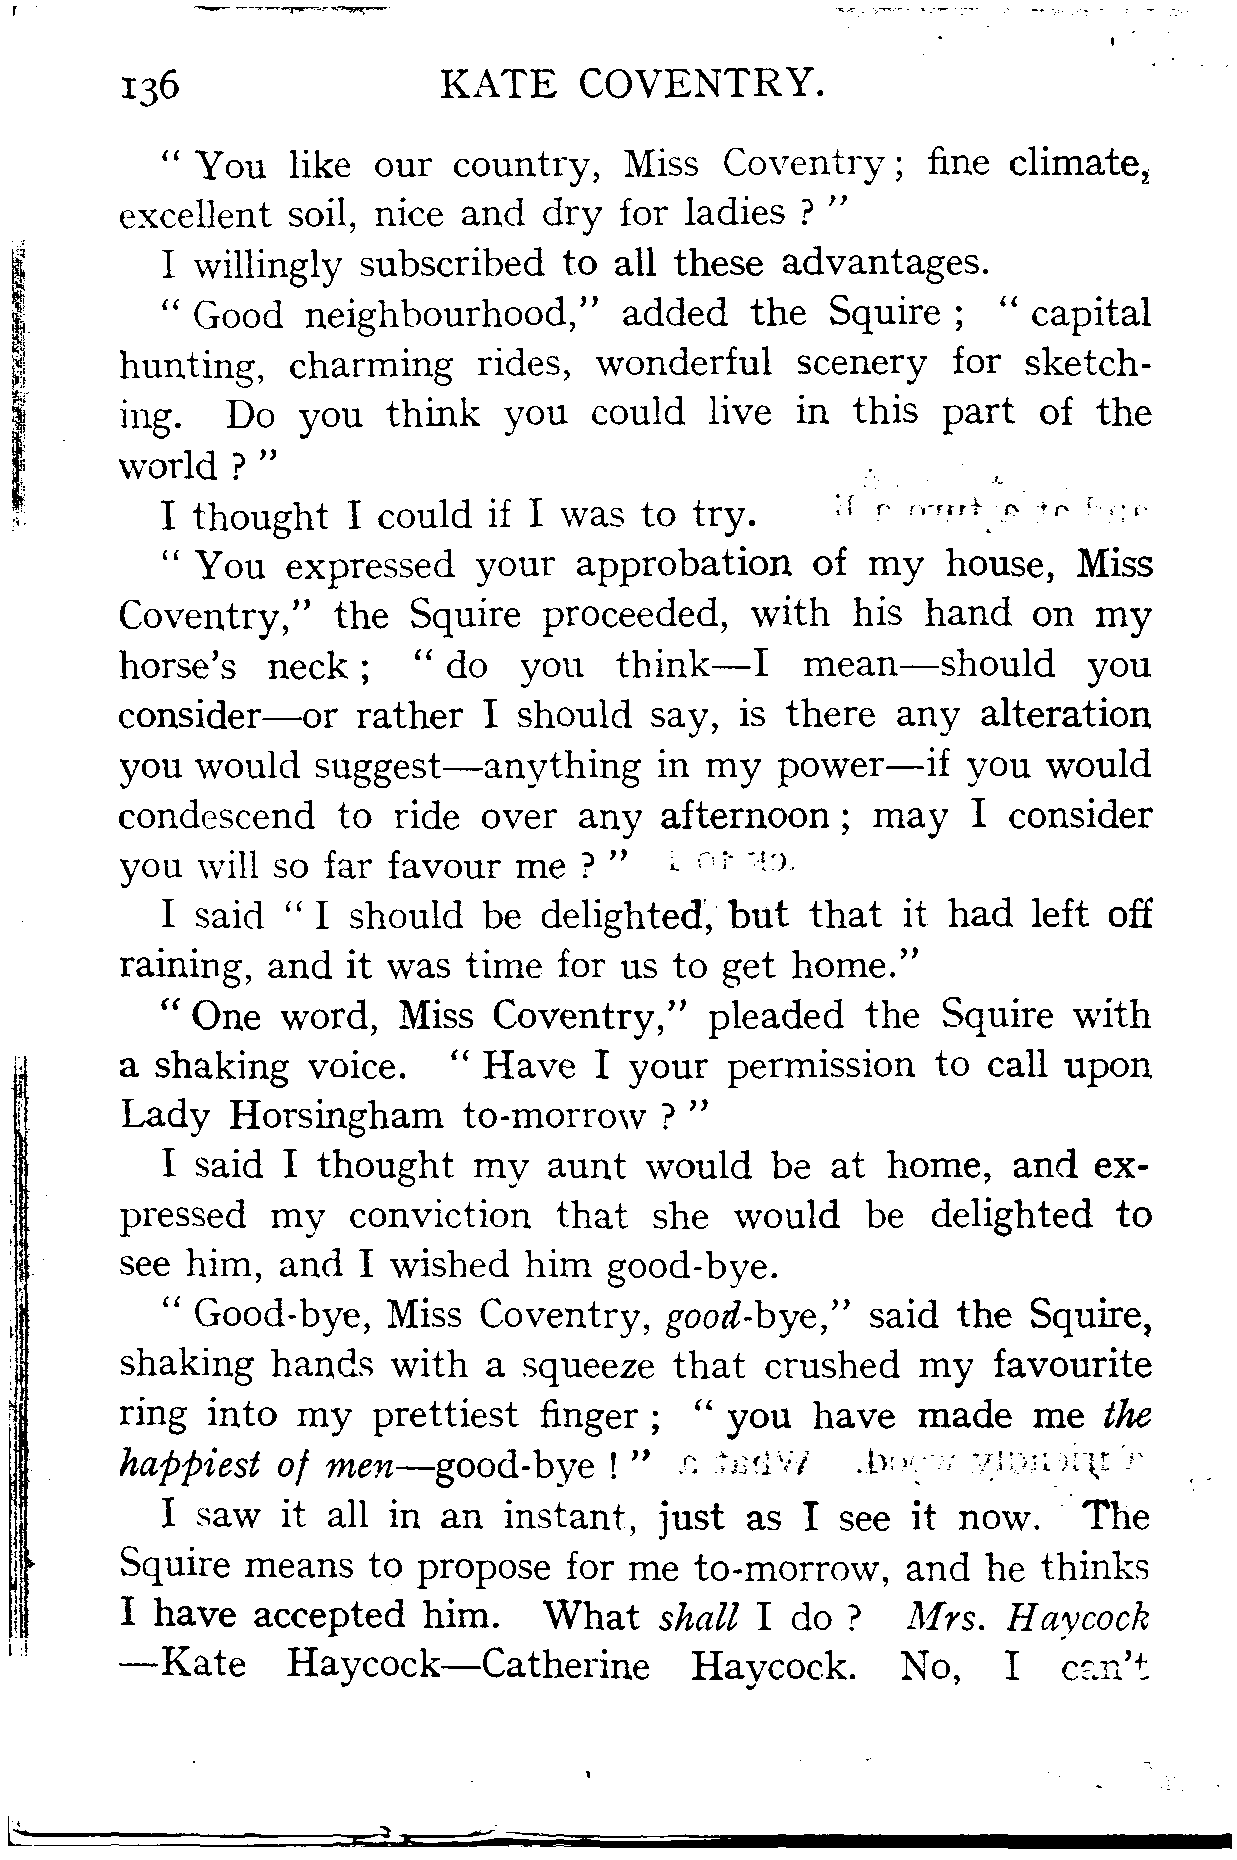 136 KATE COVENTRY.
“ You like our country, Miss Coventry ; fine climate,
excellent soil, nice and dry for ladies ? ”
I willingly subscribed to all these advantages.
“ Good neighbourhood,” added the Squire ; “ capital
hunting, charming rides, wonderful scenery for sketch-
ing. Do you think you could live in this part of the
world ? ”
I thought I could if I was to try.
“ You expressed your approbation of my house, Miss
Coventry,” the Squire proceeded, with his hand on my
horse’s neck ; “ do you think—I mean—should you
consider—or rather I should say, is there any alteration
you would suggest—anything in my power—if you would
condescend to ride over any afternoon ; may I consider
you will so far favour me ? ”
I said “ I should be delighted, but that it had left off
raining, and it was time for us to get home.”
“ One word, Miss Coventry,” pleaded the Squire with
a shaking voice. “ Have I your permission to call upon
Lady Horsingham to-morrow ? ”
I said I thought my aunt would be at home, and ex-
pressed my conviction that she would be delighted to
see him, and I wished him good-bye.
“ Good-bye, Miss Coventry, good-bye,” said the Squire,
shaking hands with a squeeze that crushed my favourite
ring into my prettiest finger ; “ you have made me the
happiest of men—good-bye ! ”
I saw it all in an instant, just as I see it now. The
Squire means to propose for me to-morrow, and he thinks
I have accepted him. What shall I do ? Mrs. Haycock
—Kate Haycock—Catherine Haycock. No, I can’t